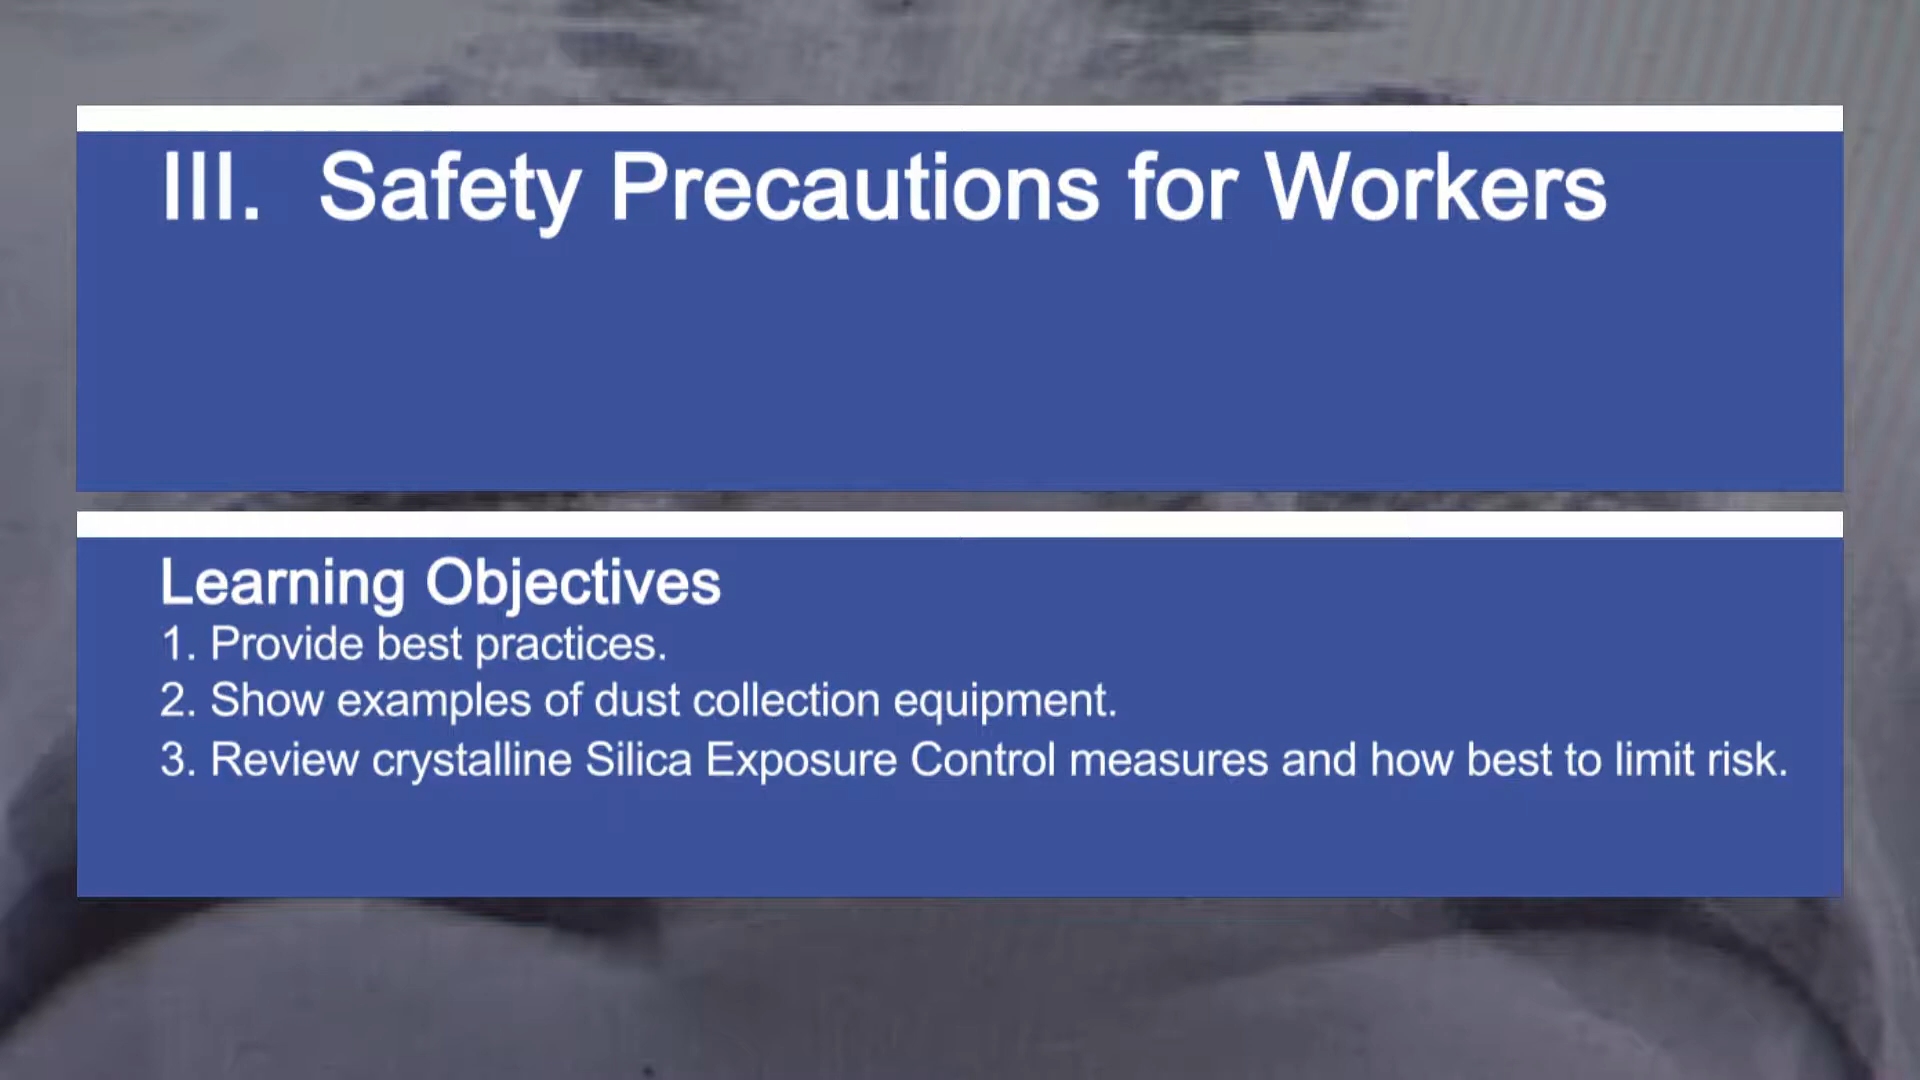 III. Safety Precautions for Workers
Learning Objectives
1. Provide best practices.
2. Show examples of dust collection equipment.
3. Review crystalline Silica Exposure Control measures and how best to limit risk.